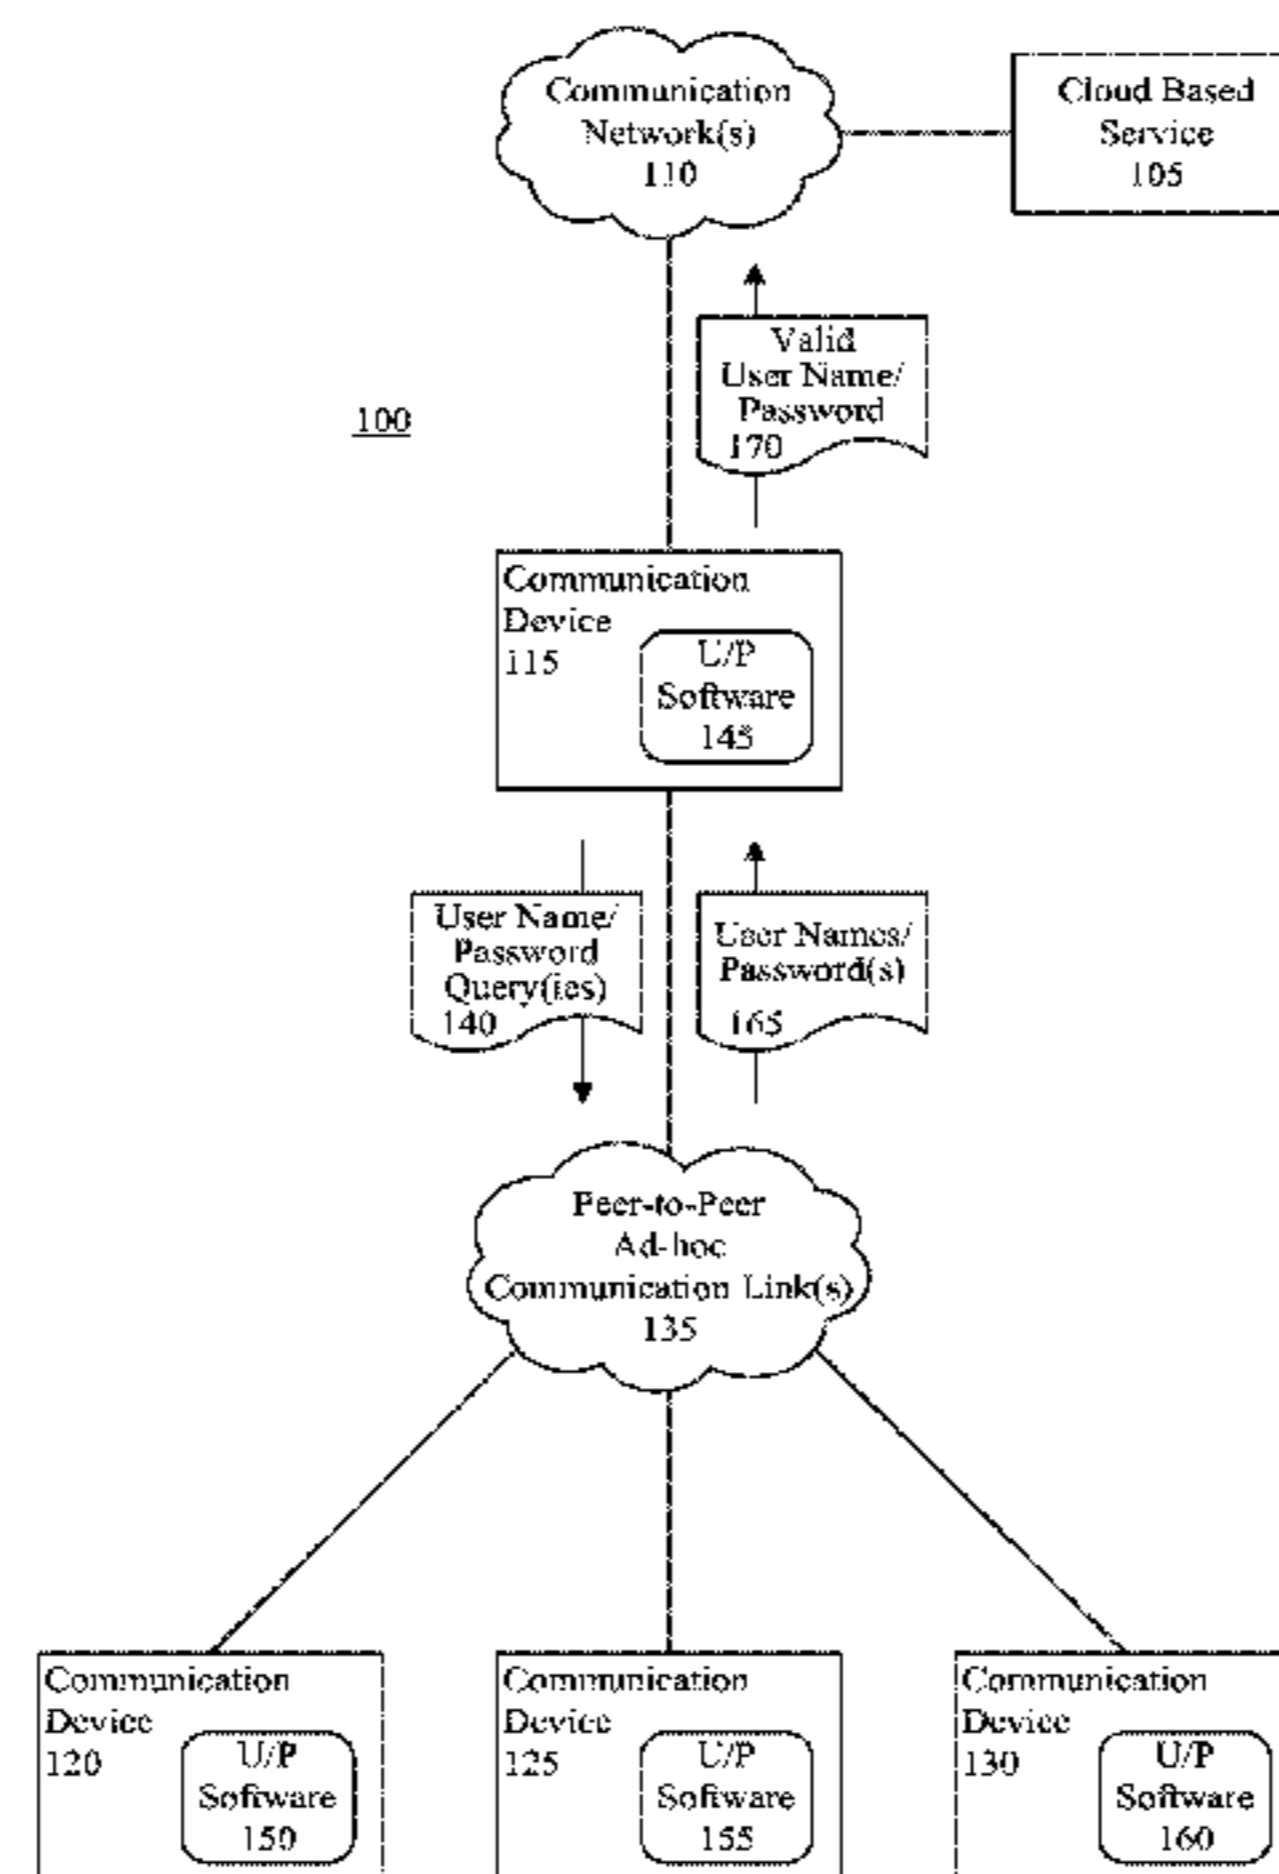 Communication
Network(s)
110
Cloud Based
Service
105
Valid
User Name/
Password
170
100
Communication
Device
115
U/P
Software
145
User Name/
Password
Query(ies)
140
User Names/
Password(s)
165
Peer-to-Peer
Ad-hoc
Communication Link(s)
135
Communication
Device
120
U/P
Software
150
Communication
Device
125
U/P
Software
155
Communication
Device
130
U/P
Software
160